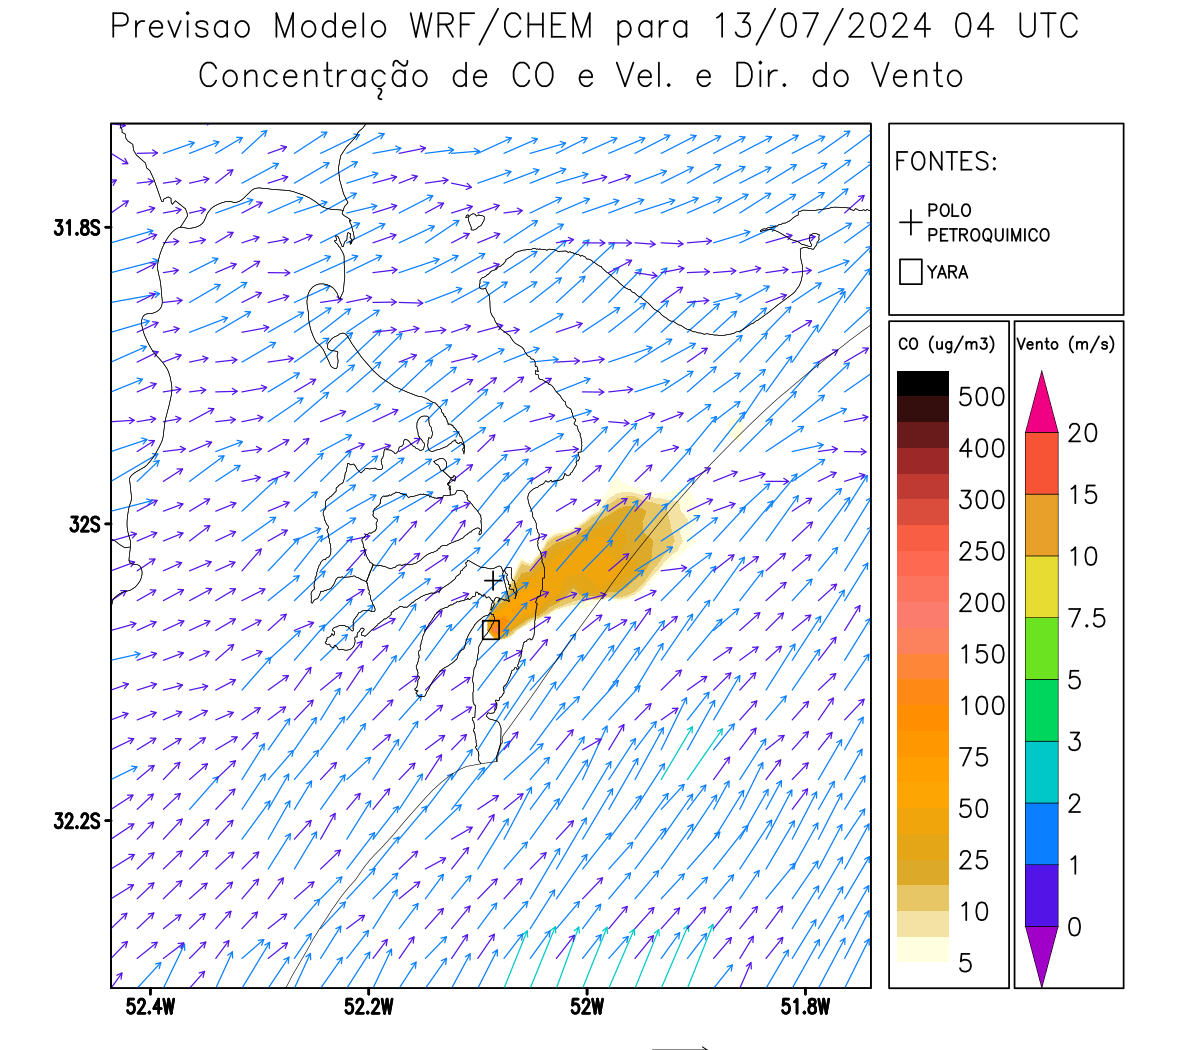 Previsao Modelo WRF/CHEM para 13/07/2024 04 UTC
Concentração de CO e Vel. e Dir. do Vento
FONTES:
POLO
PETROQUIMICO
YARA
CO (ug/m3)
500
400
300
250
200
150
100
75
50
25
10
5
Vento (m/s)
20
15
10
7.5
5
3
2
1
0
31.8S
32S
32.2S
52.4W
52.2W
52W
51.8W